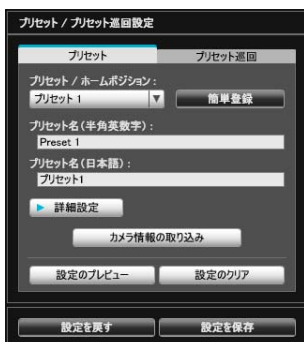 プリセット / プリセット巡回設定
プリセット プリセット巡回
プリセット / ホームポジション:
プリセット 1 簡単登録
プリセット名(半角英数字):
Preset 1
プリセット名(日本語):
プリセット1
詳細設定
カメラ情報の取り込み
設定のプレビュー 設定のクリア
設定を戻す 設定を保存